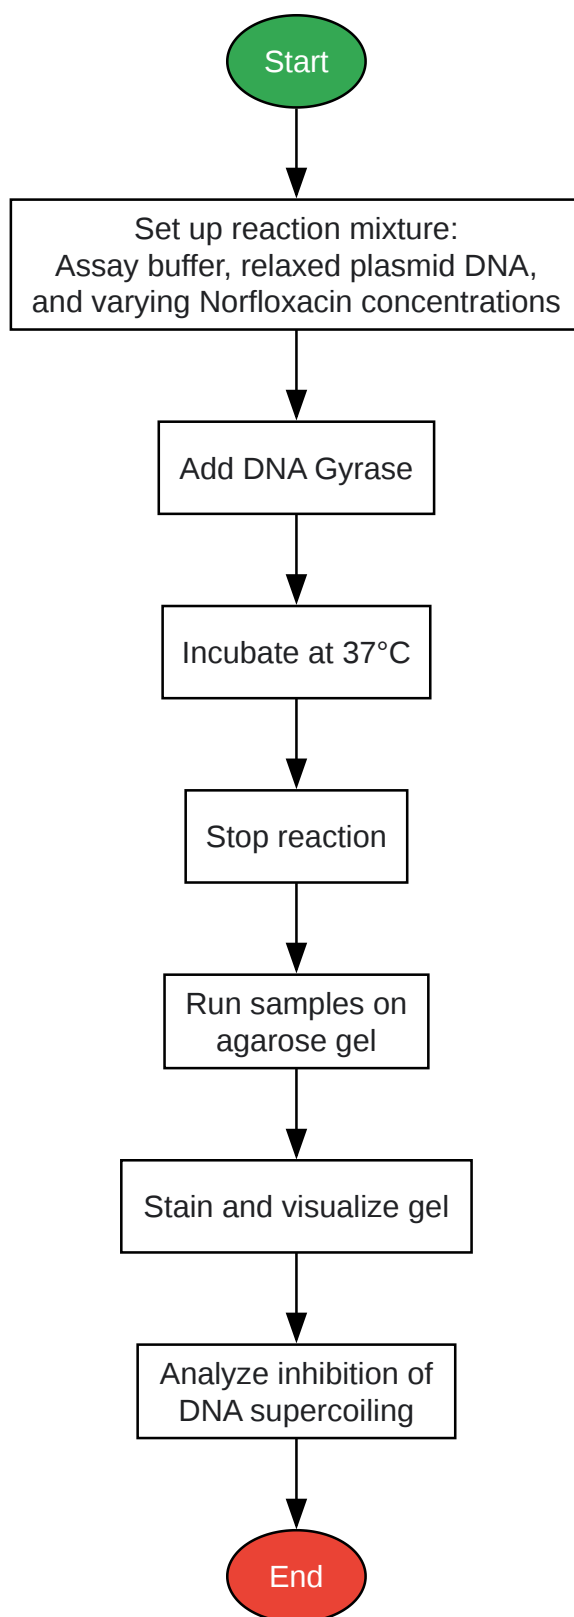 Start
Set up reaction mixture:
Assay buffer, relaxed plasmid DNA,
and varying Norfloxacin concentrations
Add DNA Gyrase
Incubate at 37°C
Stop reaction
Run samples on
agarose gel
Stain and visualize gel
Analyze inhibition of
DNA supercoiling
End